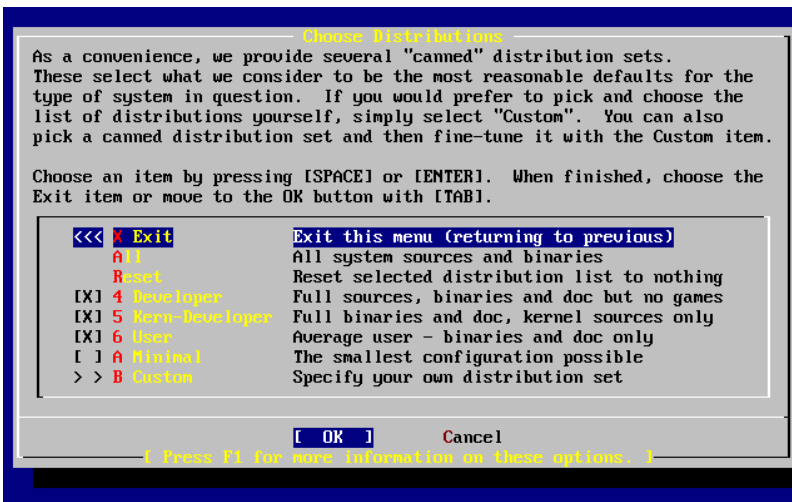 Choose Distributions
As a convenience, we provide several "canned" distribution sets.
These select what we consider to be the most reasonable defaults for the
type of system in question.  If you would prefer to pick and choose the
list of distributions yourself, simply select "Custom".  You can also
pick a canned distribution set and then fine-tune it with the Custom item.
Choose an item by pressing [SPACE] or [ENTER].  When finished, choose the
Exit item or move to the OK button with [TAB].
<<< X Exit Exit this menu (returning to previous)
All All system sources and binaries
Reset Reset selected distribution list to nothing
[X] 4 Developer Full sources, binaries and doc but no games
[X] 5 Kern-Developer Full binaries and doc, kernel sources only
[X] 6 User Average user - binaries and doc only
[ ] A Minimal The smallest configuration possible
> > B Custom Specify your own distribution set
[ OK ] Cancel
[ Press F1 for more information on these options. ]